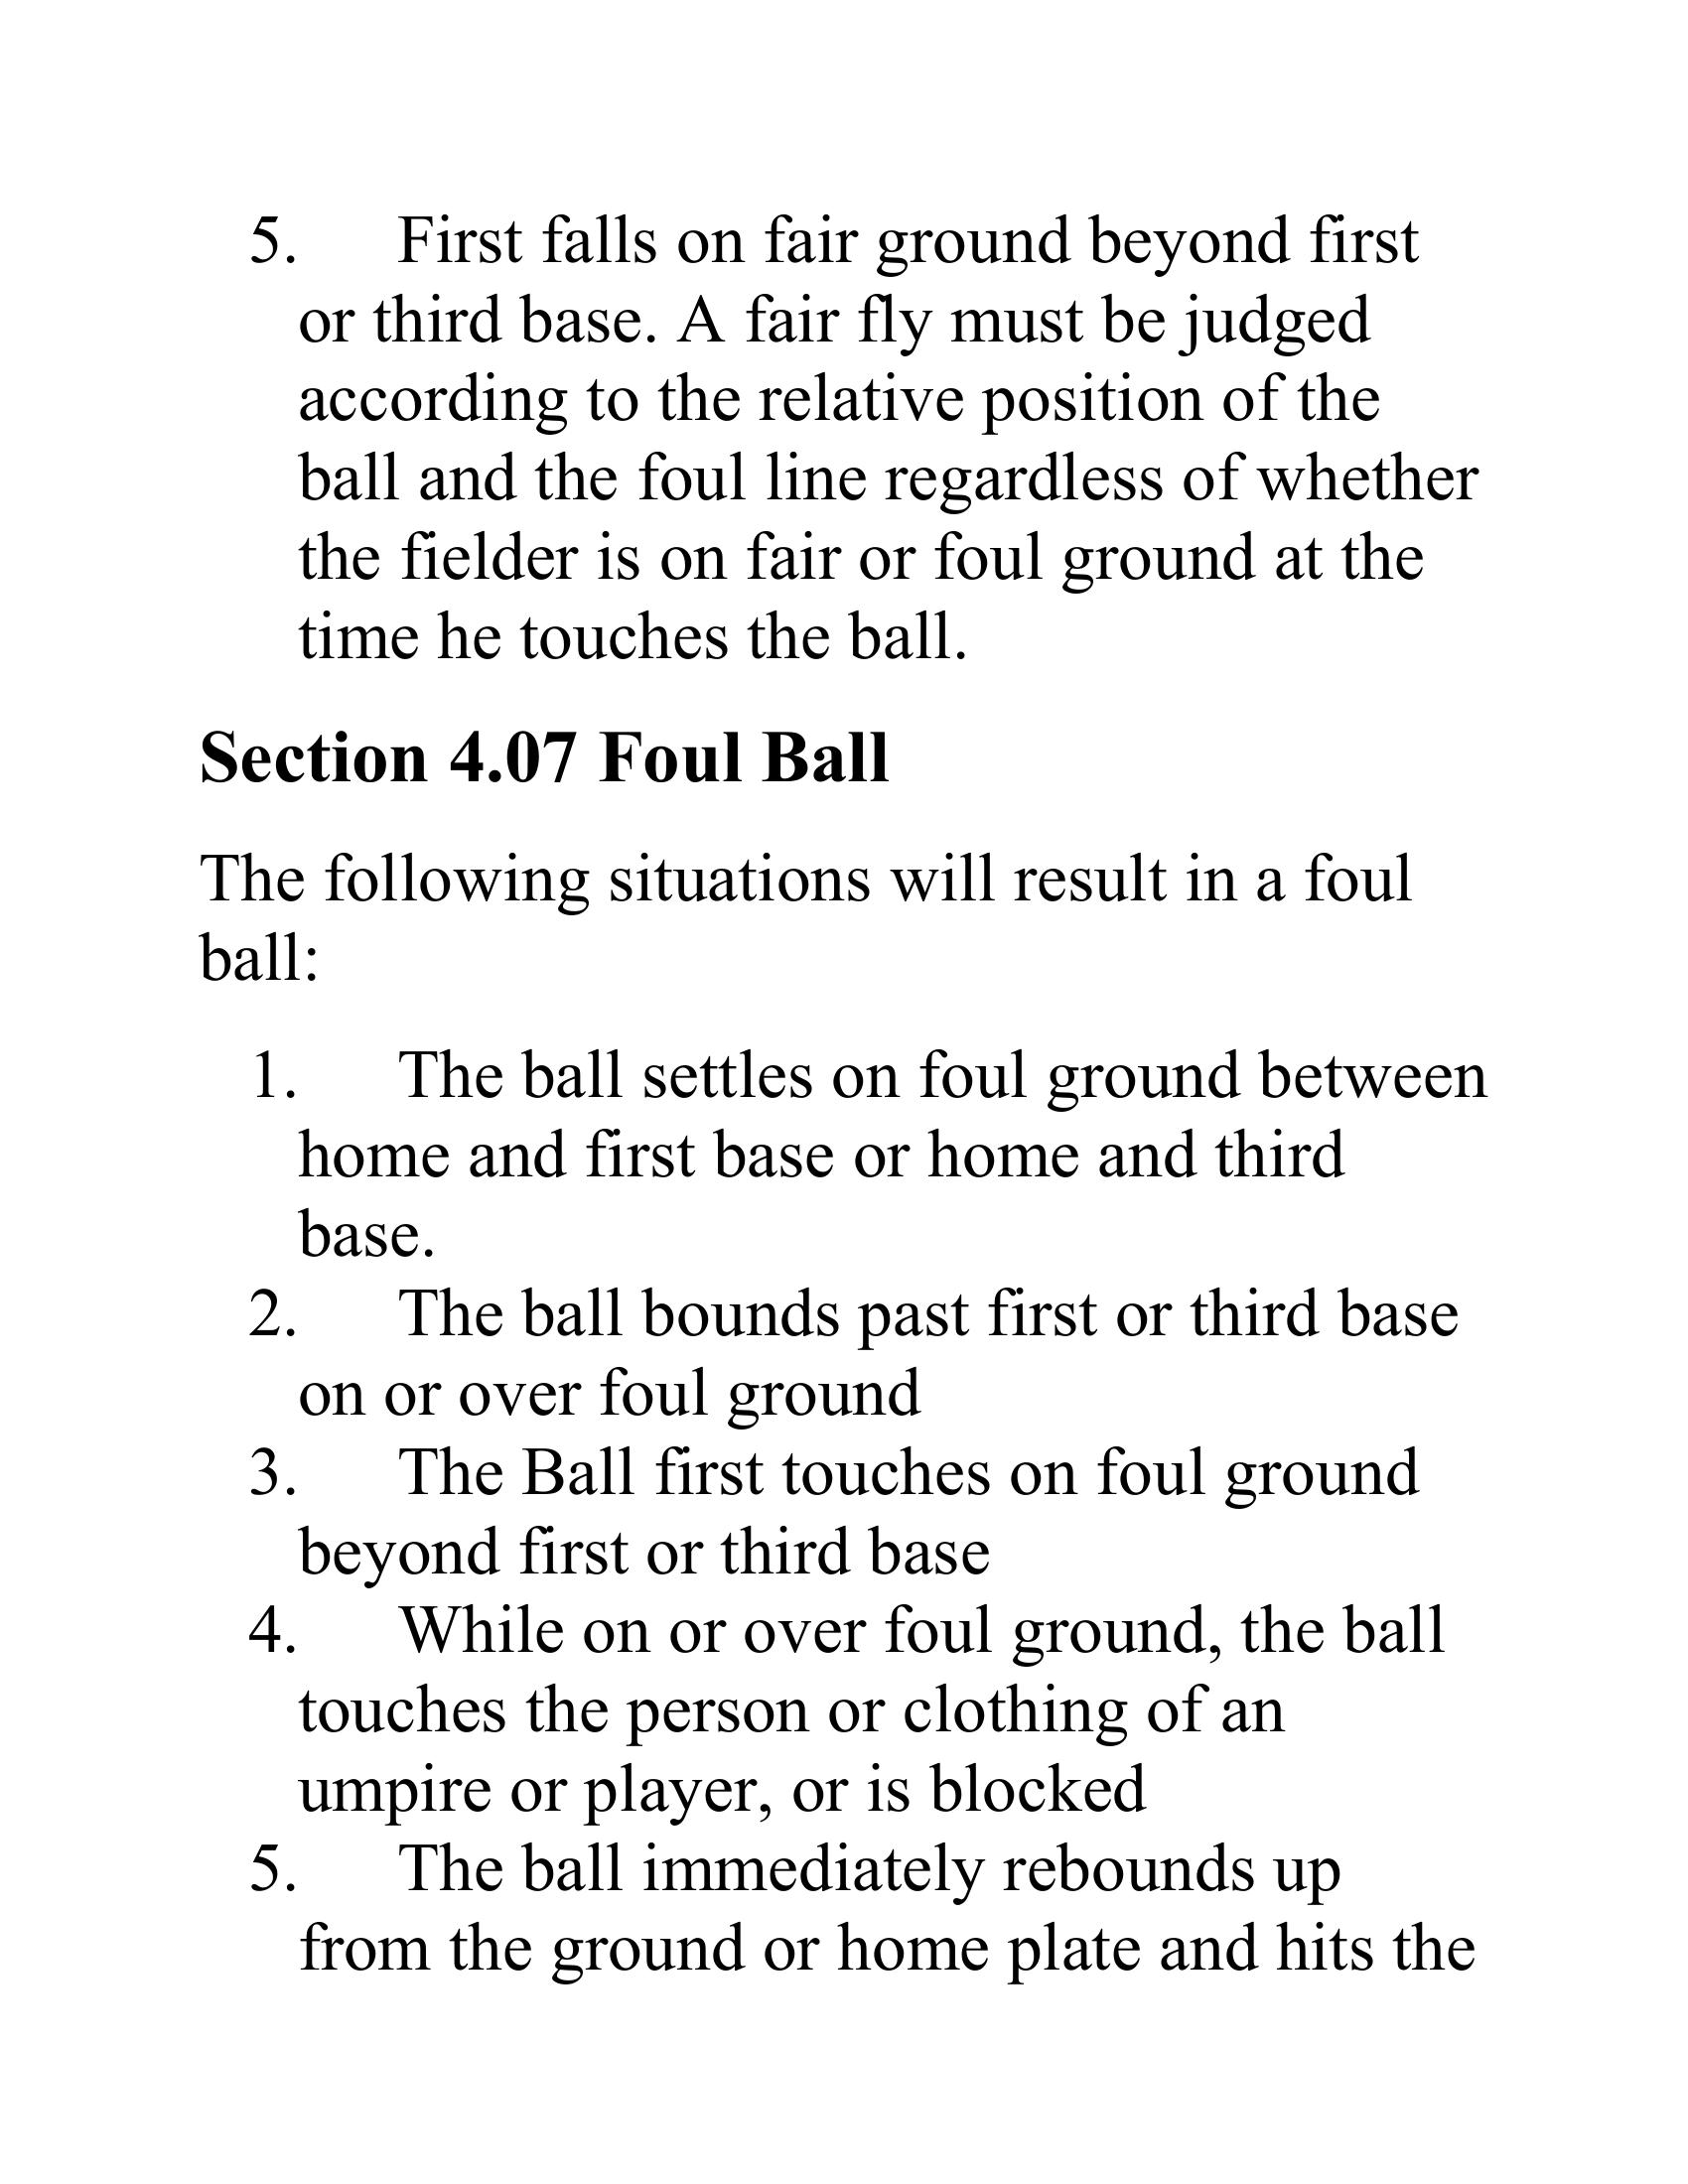 5. First falls on fair ground beyond first
or third base. A fair fly must be judged
according to the relative position of the
ball and the foul line regardless of whether
the fielder is on fair or foul ground at the
time he touches the ball.
Section 4.07 Foul Ball
The following situations will result in a foul
ball:
1. The ball settles on foul ground between
home and first base or home and third
base.
2. The ball bounds past first or third base
on or over foul ground
3. The Ball first touches on foul ground
beyond first or third base
4. While on or over foul ground, the ball
touches the person or clothing of an
umpire or player, or is blocked
5. The ball immediately rebounds up
from the ground or home plate and hits the